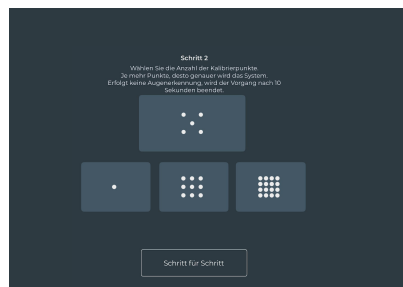 Schritt 2
Wählen Sie die Anzahl der Kalibrierpunkte.
Je mehr Punkte, desto genauer wird das System.
Erfolgt keine Augenerkennung, wird der Vorgang nach 10
Sekunden beendet.
Schritt für Schritt